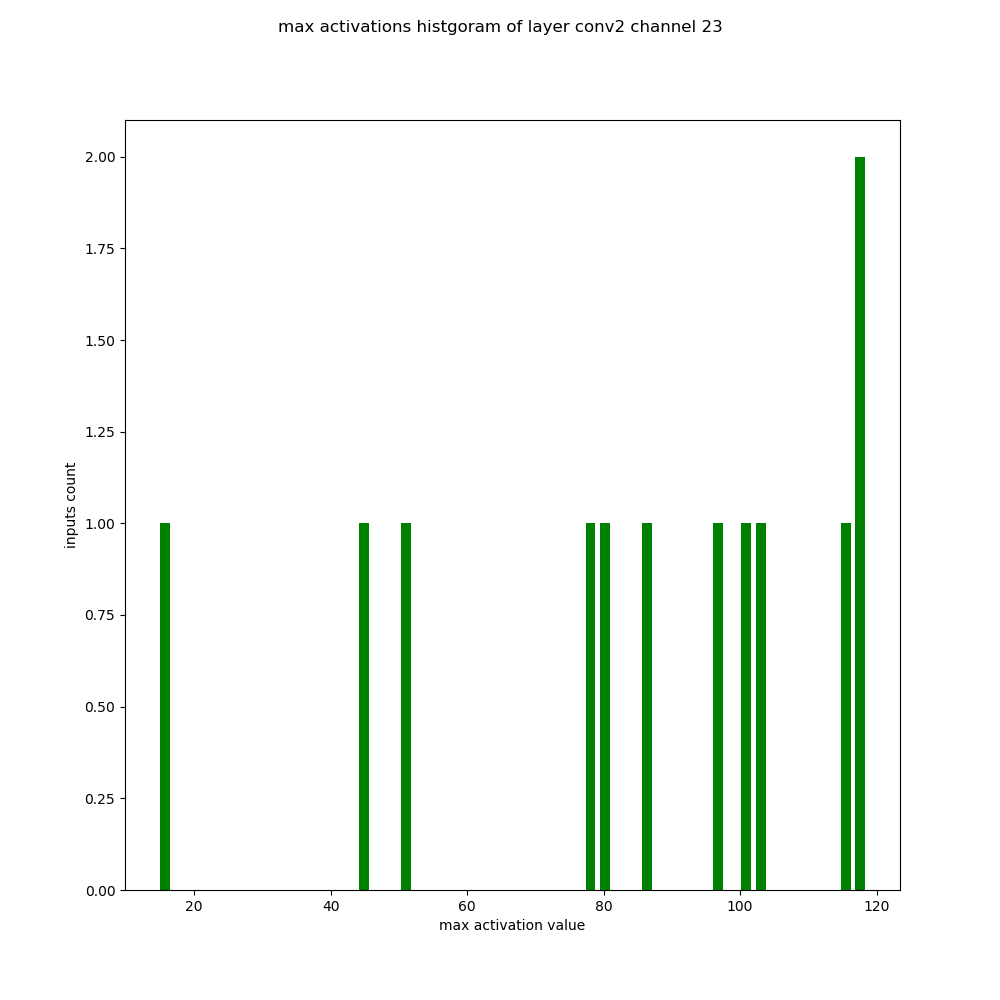 max activations histgoram of layer conv2 channel 23
2.00
1.75
1.50
1.25
1.00
0.75
0.50
0.25
0.00
inputs count
20 40 60 80 100 120
max activation value